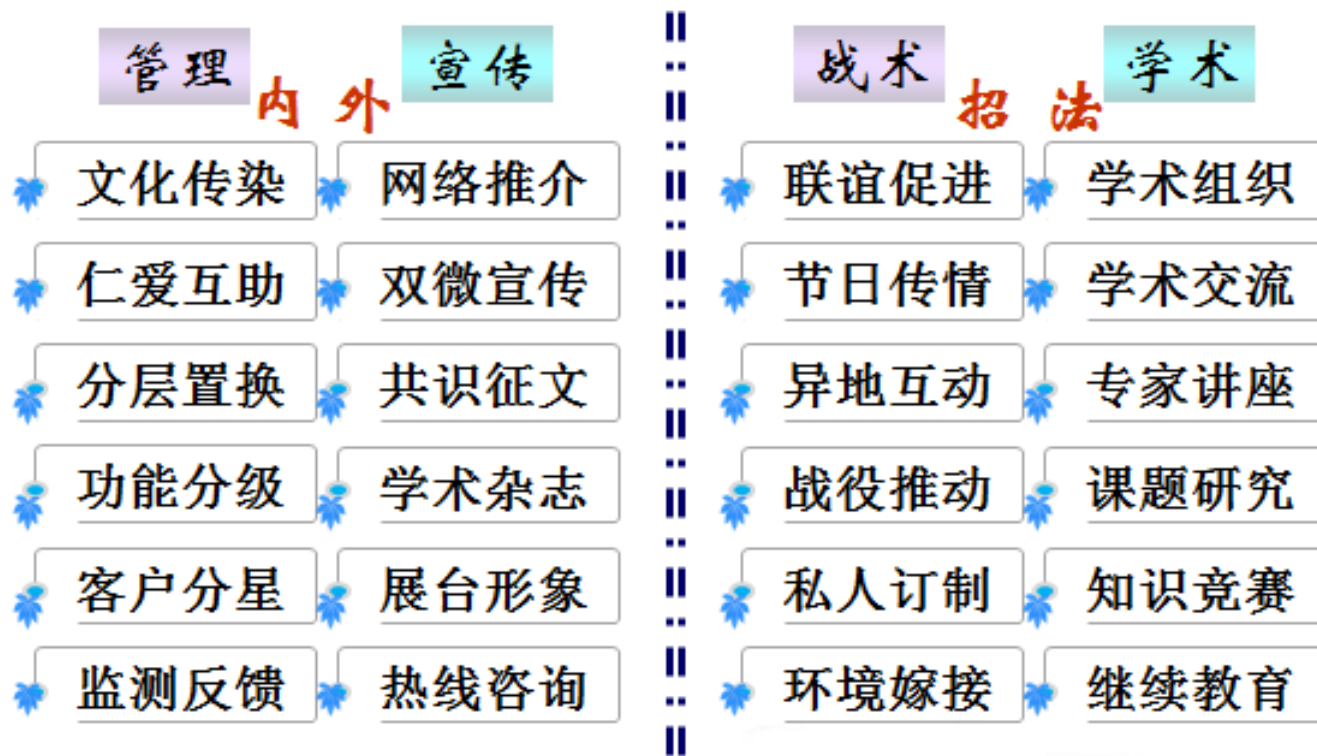 管理 内外 宣传
文化传染 网络推介
仁爱互助 双微宣传
分层置换 共识征文
功能分级 学术杂志
客户分星 展台形象
监测反馈 热线咨询
战术 招法 学术
联谊促进 学术组织
节日传情 学术交流
异地互动 专家讲座
战役推动 课题研究
私人订制 知识竞赛
环境嫁接 继续教育